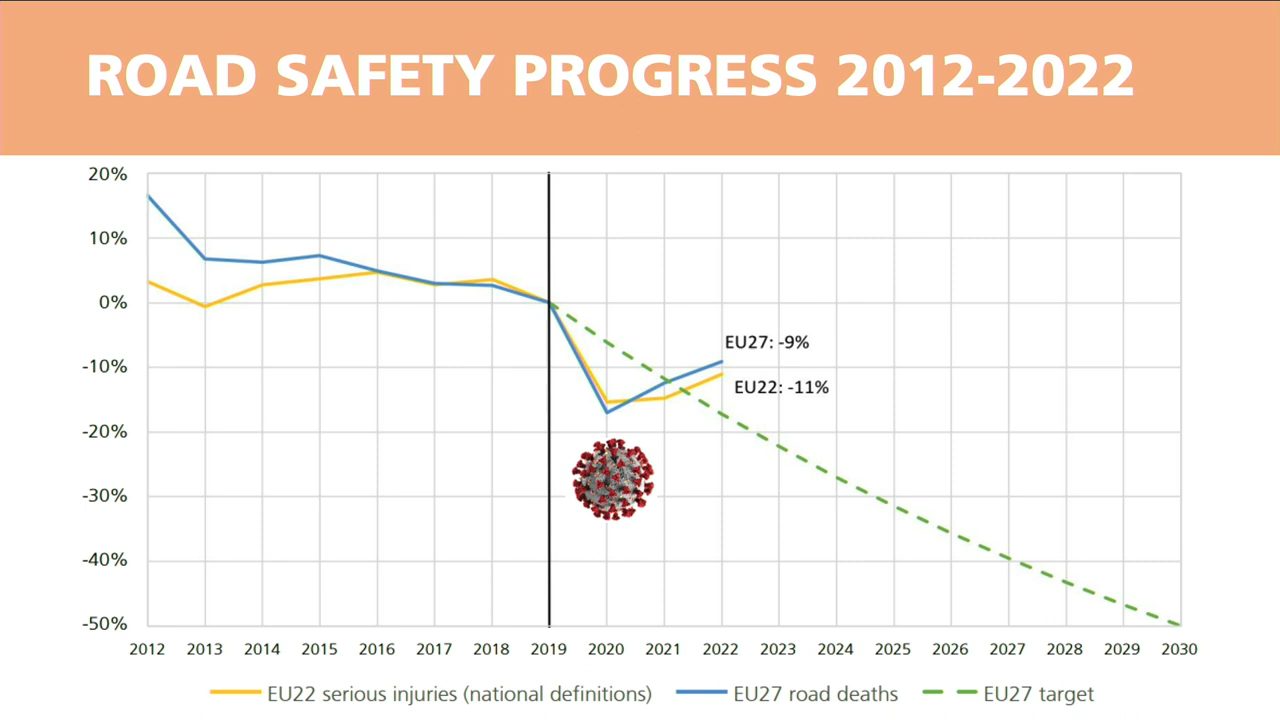 ROAD SAFETY PROGRESS 2012-2022
20%
10%
0%
-10%
-20%
-30%
-40%
-50%
EU27: -9%
EU22: -11%
2012 2013 2014 2015 2016 2017 2018 2019 2020 2021 2022 2023 2024 2025 2026 2027 2028 2029 2030
EU22 serious injuries (national definitions) EU27 road deaths EU27 target